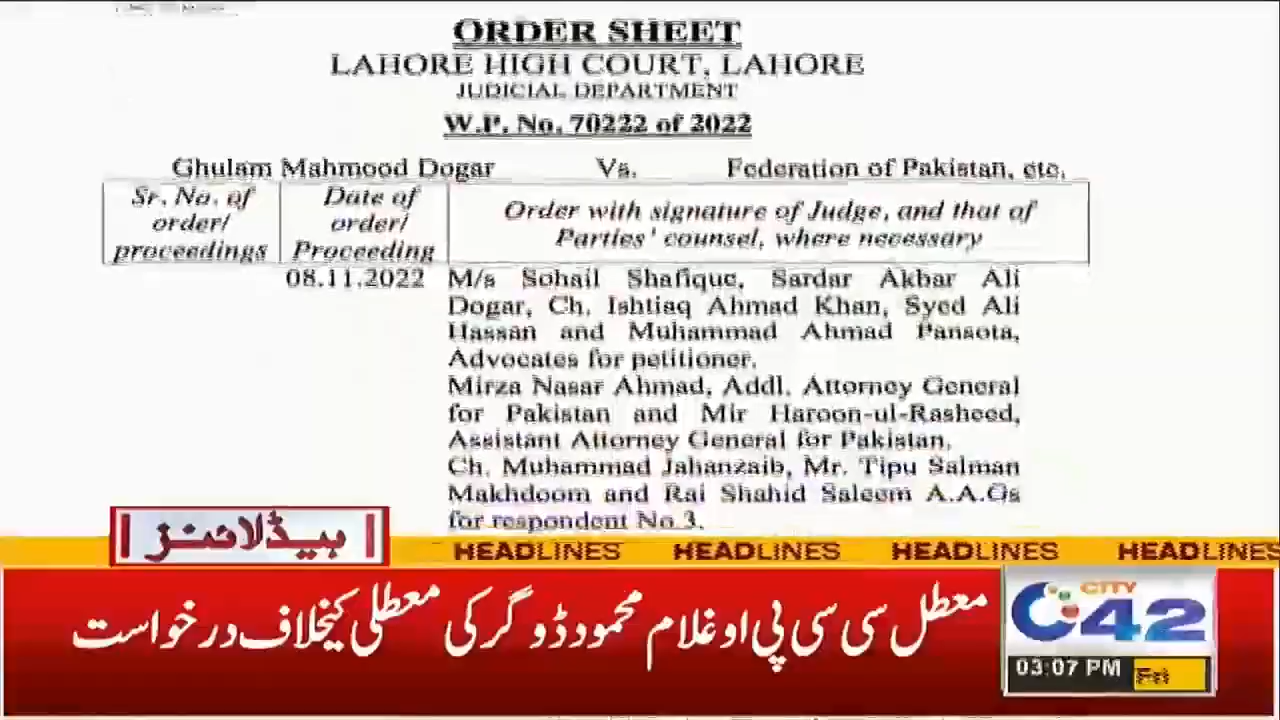 ORDER SHEET
LAHORE HIGH COURT, LAHORE
JUDICIAL DEPARTMENT
W.P. No. 70222 of 2022
Ghulam Mahmood Dogar Vs. Federation of Pakistan, etc.
Sr. No. of order/ proceedings
Date of order/ Proceeding
Order with signature of Judge, and that of Parties' counsel, where necessary
08.11.2022
M/s Sohail Shafique, Sardar Akbar Ali
Dogar, Ch. Ishtiaq Ahmad Khan, Syed Ali
Hassan and Muhammad Ahmad Pansota,
Advocates for petitioner.
Mirza Nasar Ahmad, Addl. Attorney General
for Pakistan and Mir Haroon-ul-Rasheed,
Assistant Attorney General for Pakistan.
Ch. Muhammad Jahanzaib, Mr. Tipu Salman
Makhdoom and Rai Shahid Saleem A.A.Gs
for respondent No.3.
ہیڈلائنز
HEADLINES HEADLINES HEADLINES HEADLINES
معطل سی سی پی او غلام محمود ڈوگر کی معطلی کیخلاف درخواست
CITY
42
03:07 PM Fri